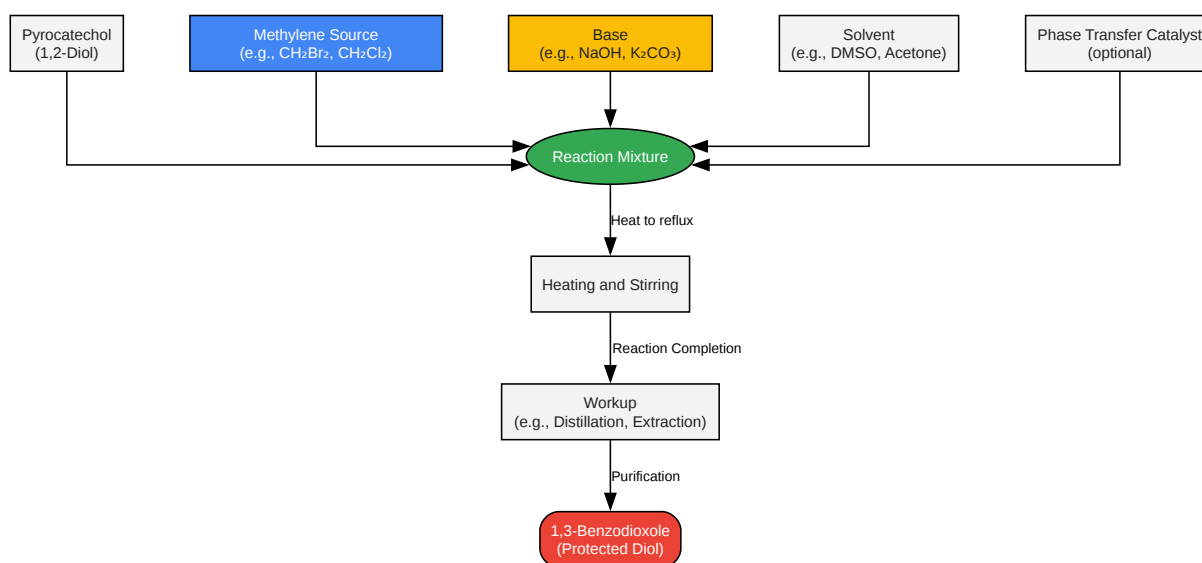 Pyrocatechol
(1,2-Diol)
Methylene Source
(e.g., CH₂Br₂, CH₂Cl₂)
Base
(e.g., NaOH, K₂CO₃)
Solvent
(e.g., DMSO, Acetone)
Phase Transfer Catalyst
(optional)
Reaction Mixture
Heat to reflux
Heating and Stirring
Reaction Completion
Workup
(e.g., Distillation, Extraction)
Purification
1,3-Benzodioxole
(Protected Diol)